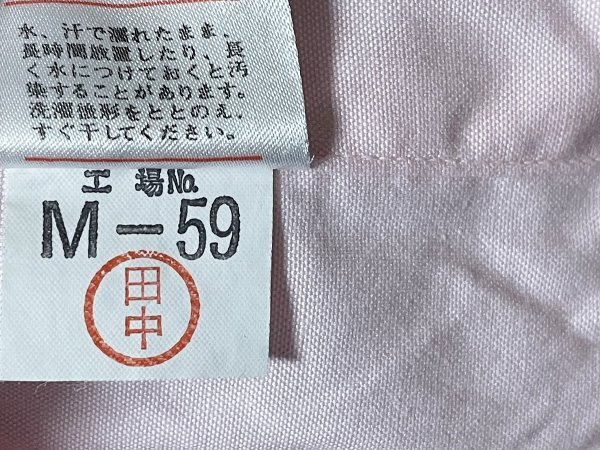 水、汗で濡れたまま、
長時間放置したり、長
く水につけておくと汚
染することがあります。
洗濯後形をととのえ、
すぐ干してください。
工場No.
M－59
田中